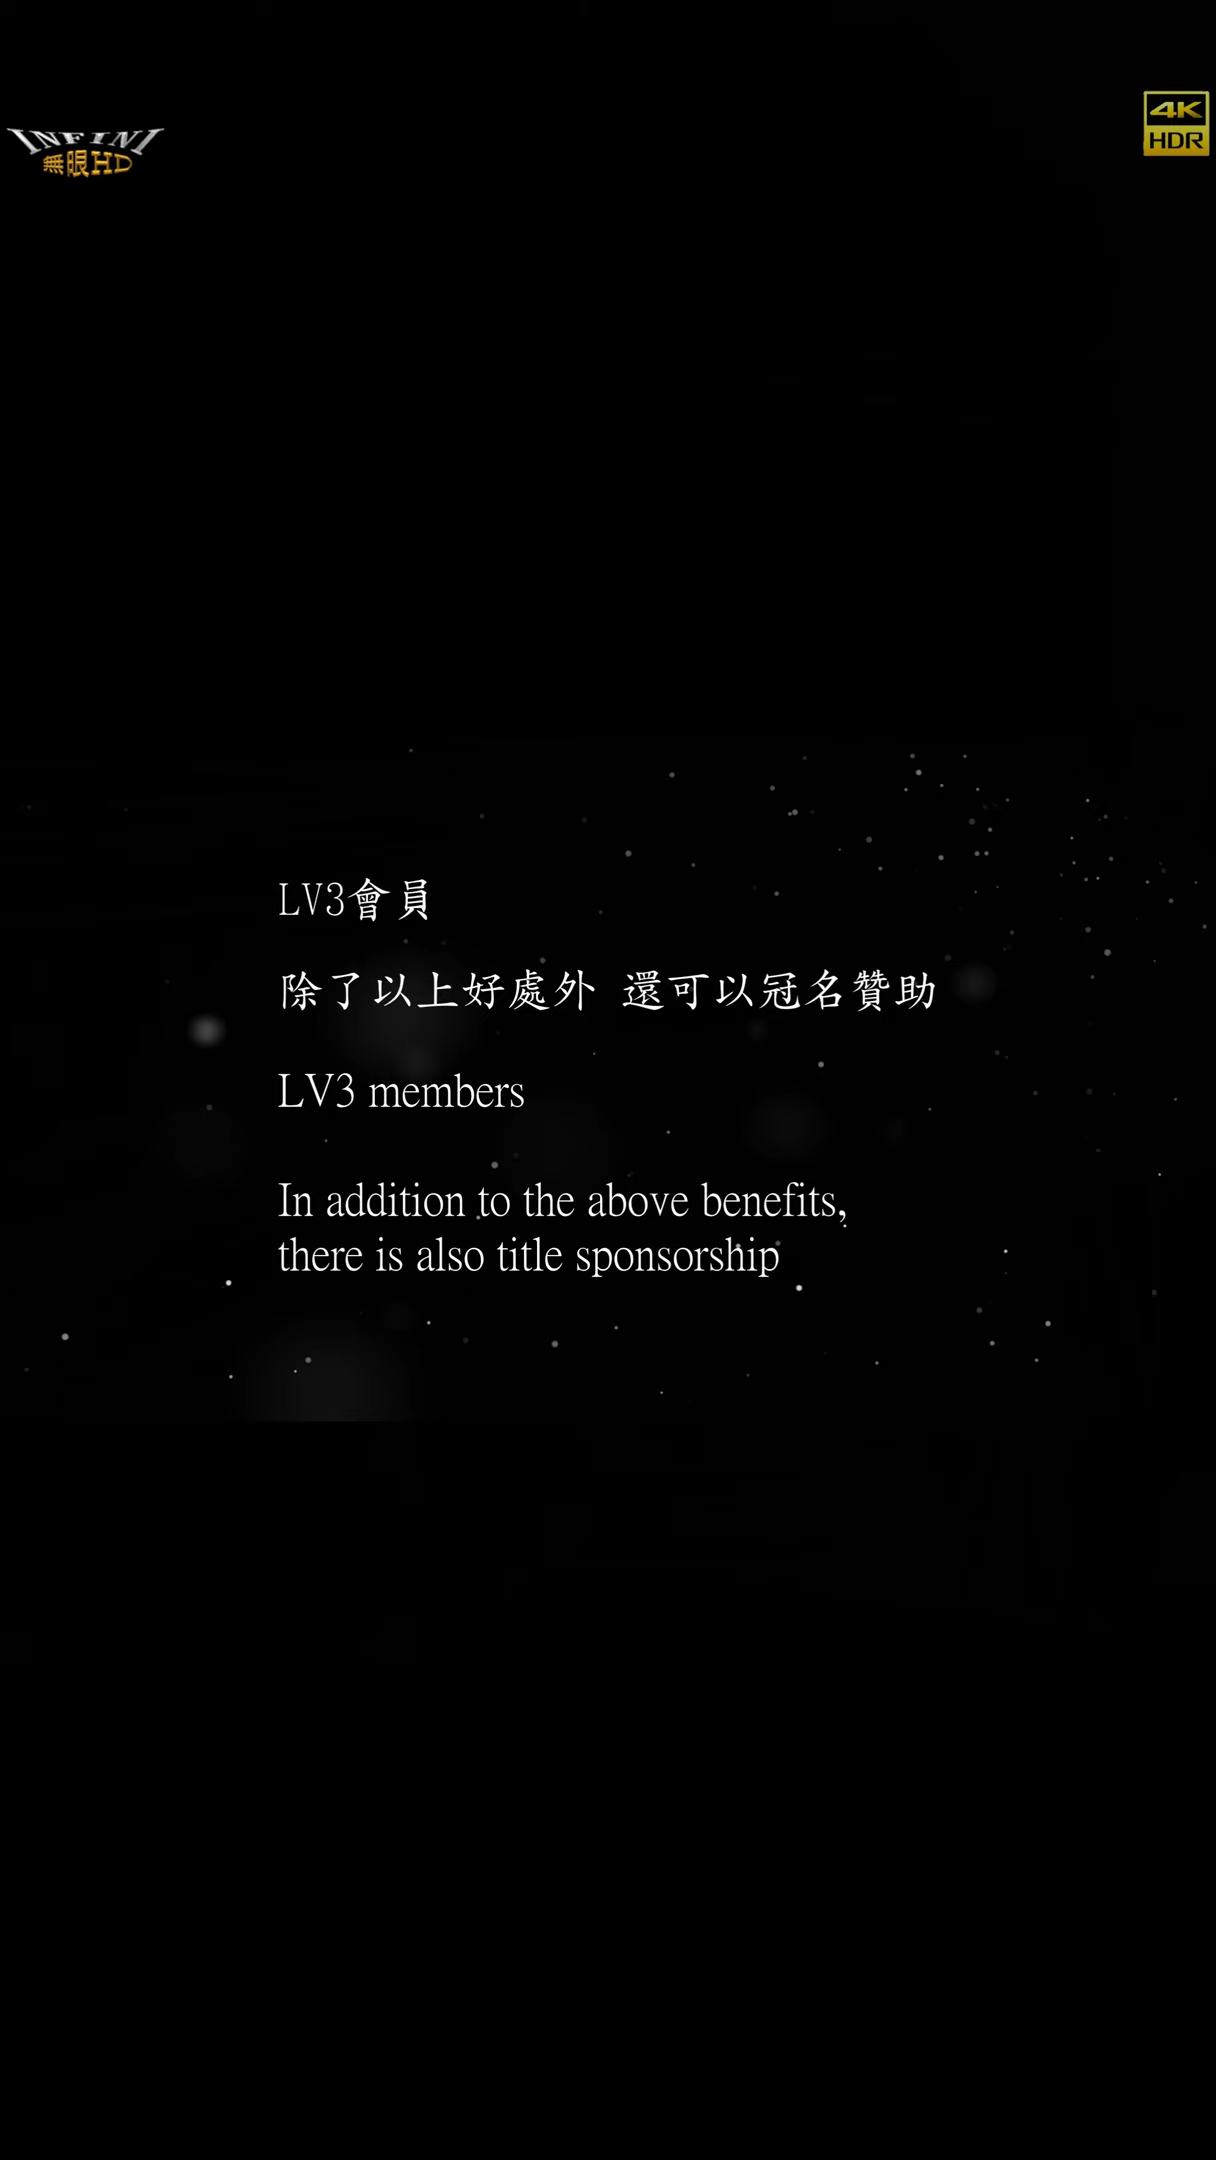 INFINI
無限HD
4K
HDR
LV3會員
除了以上好處外 還可以冠名贊助
LV3 members
In addition to the above benefits,
there is also title sponsorship